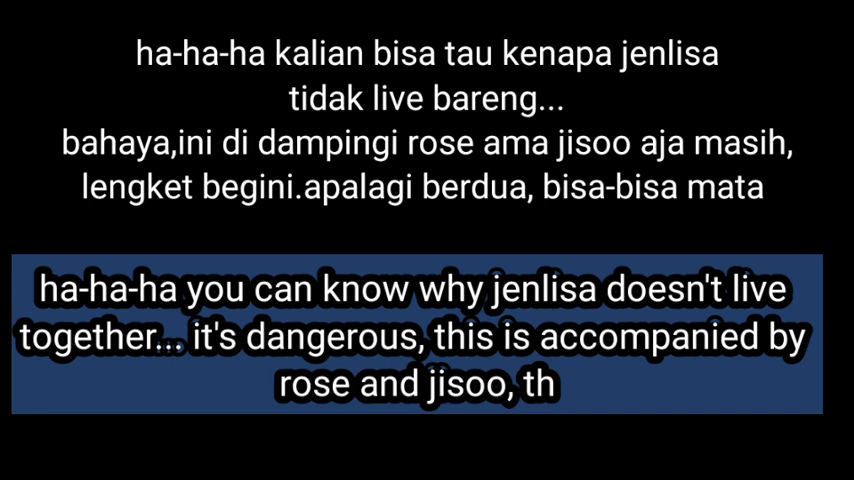 ha-ha-ha kalian bisa tau kenapa jenlisa
tidak live bareng...
bahaya,ini di dampingi rose ama jisoo aja masih,
lengket begini.apalagi berdua, bisa-bisa mata
ha-ha-ha you can know why jenlisa doesn't live
together... it's dangerous, this is accompanied by
rose and jisoo, th